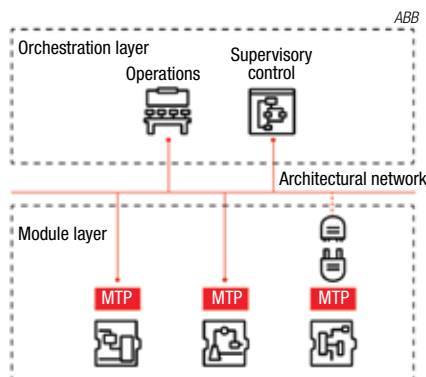 ABB
Orchestration layer
Operations
Supervisory
control
Architectural network
Module layer
MTP
MTP
MTP